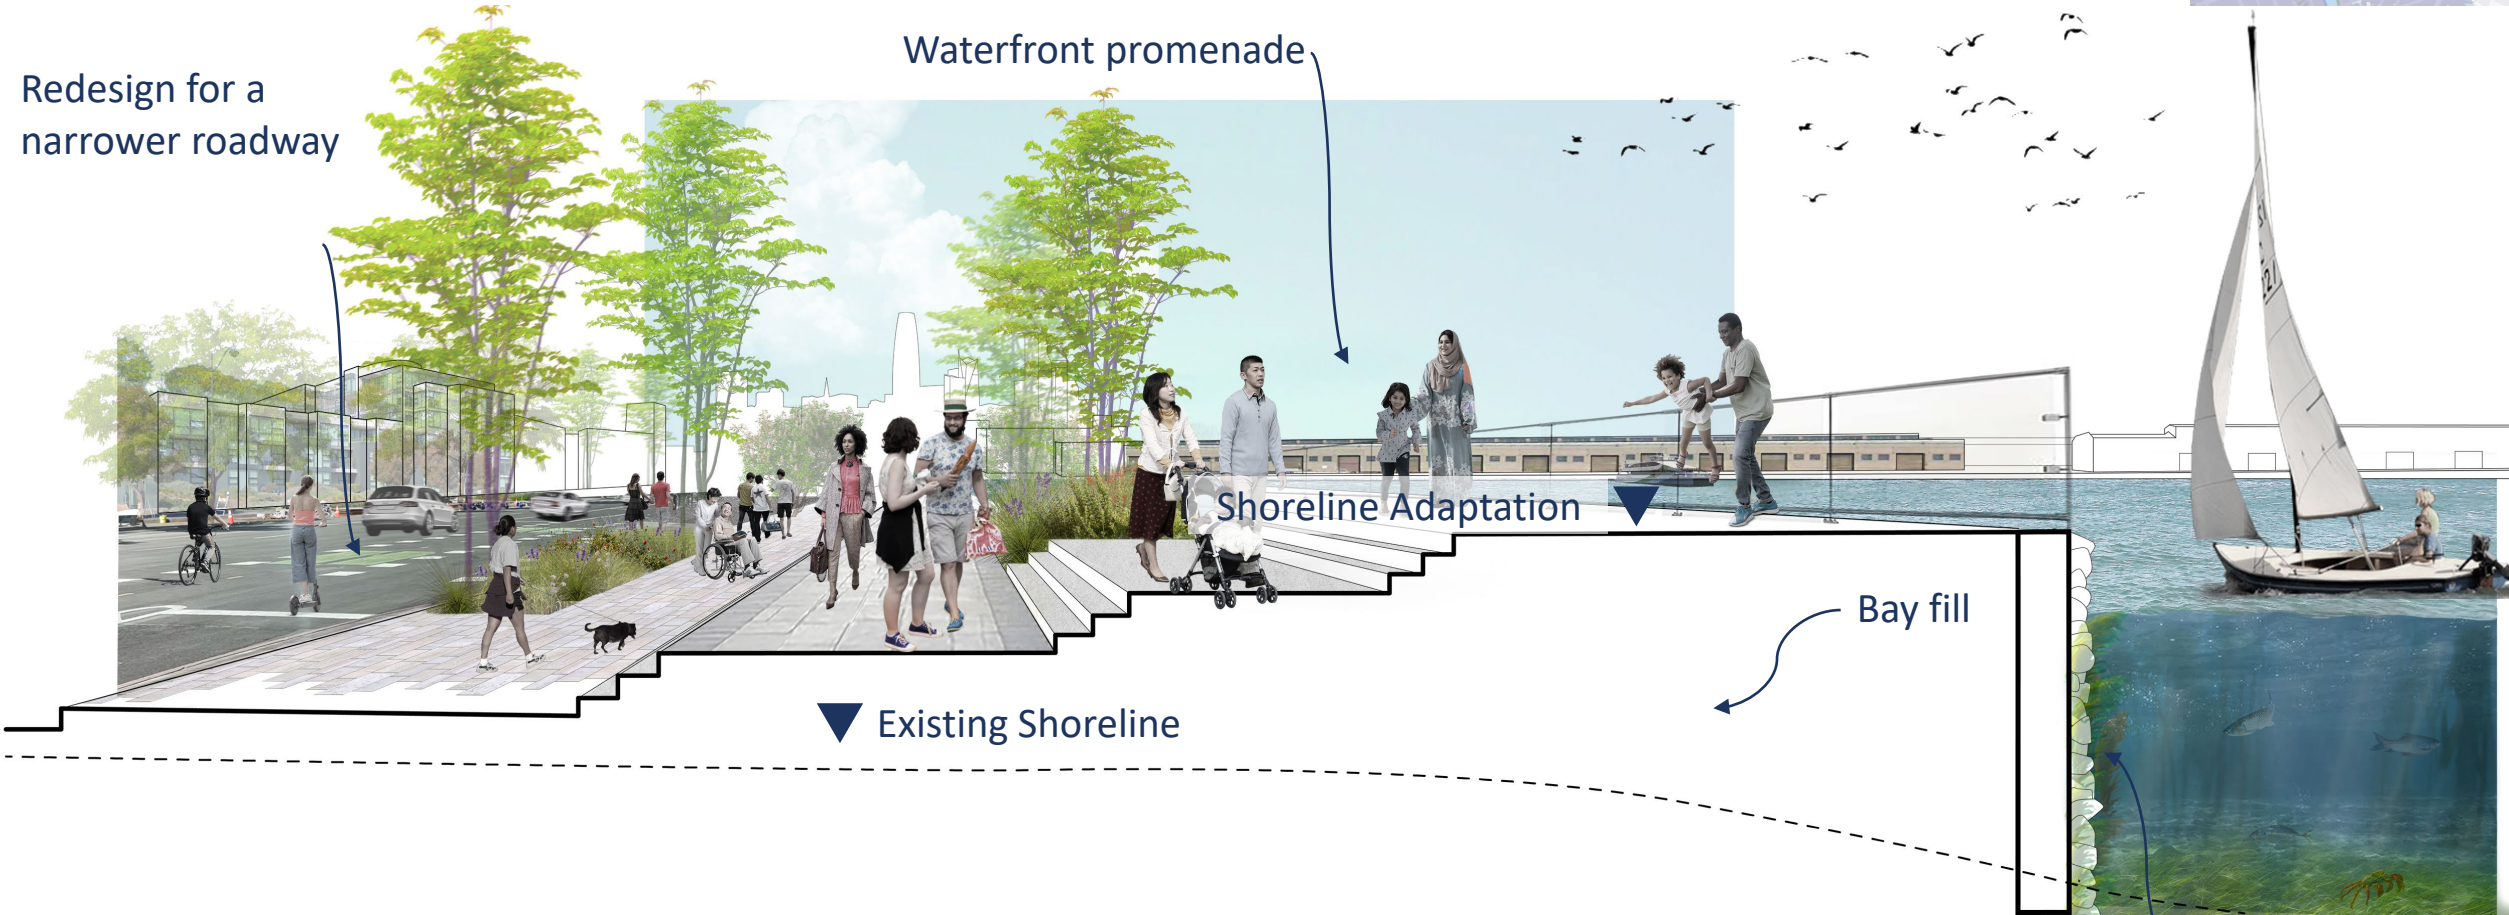 Waterfront promenade
Redesign for a
narrower roadway
Shoreline Adaptation
Bay fill
Existing Shoreline